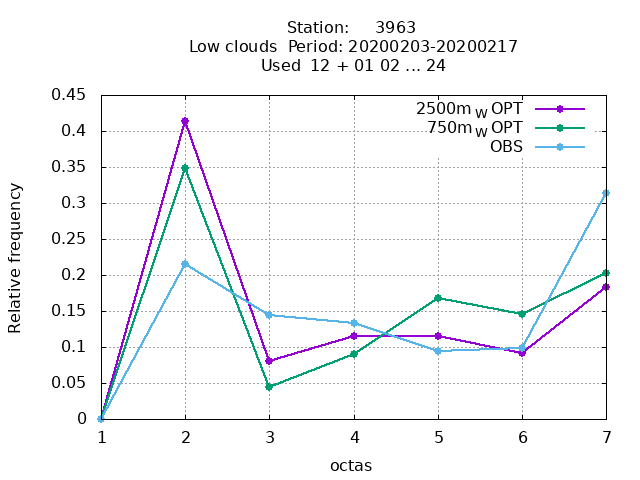 Station: 3963
Low clouds Period: 20200203-20200217
Used 12 + 01 02 ... 24
2500m W OPT
750m W OPT
OBS
Relative frequency
0.45
0.4
0.35
0.3
0.25
0.2
0.15
0.1
0.05
0
1 2 3 4 5 6 7
octas